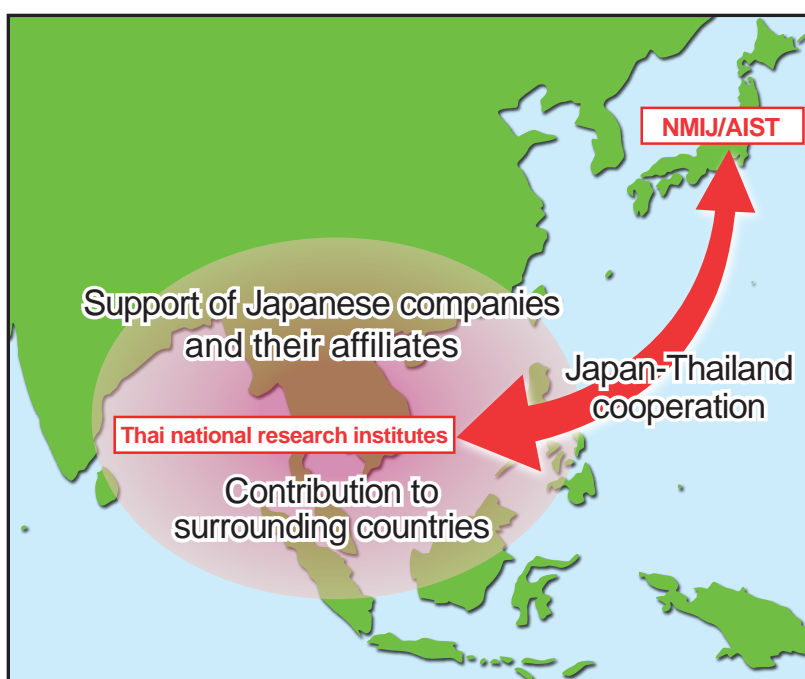 NMIJ/AIST
Support of Japanese companies
and their affiliates
Japan-Thailand
cooperation
Thai national research institutes
Contribution to
surrounding countries